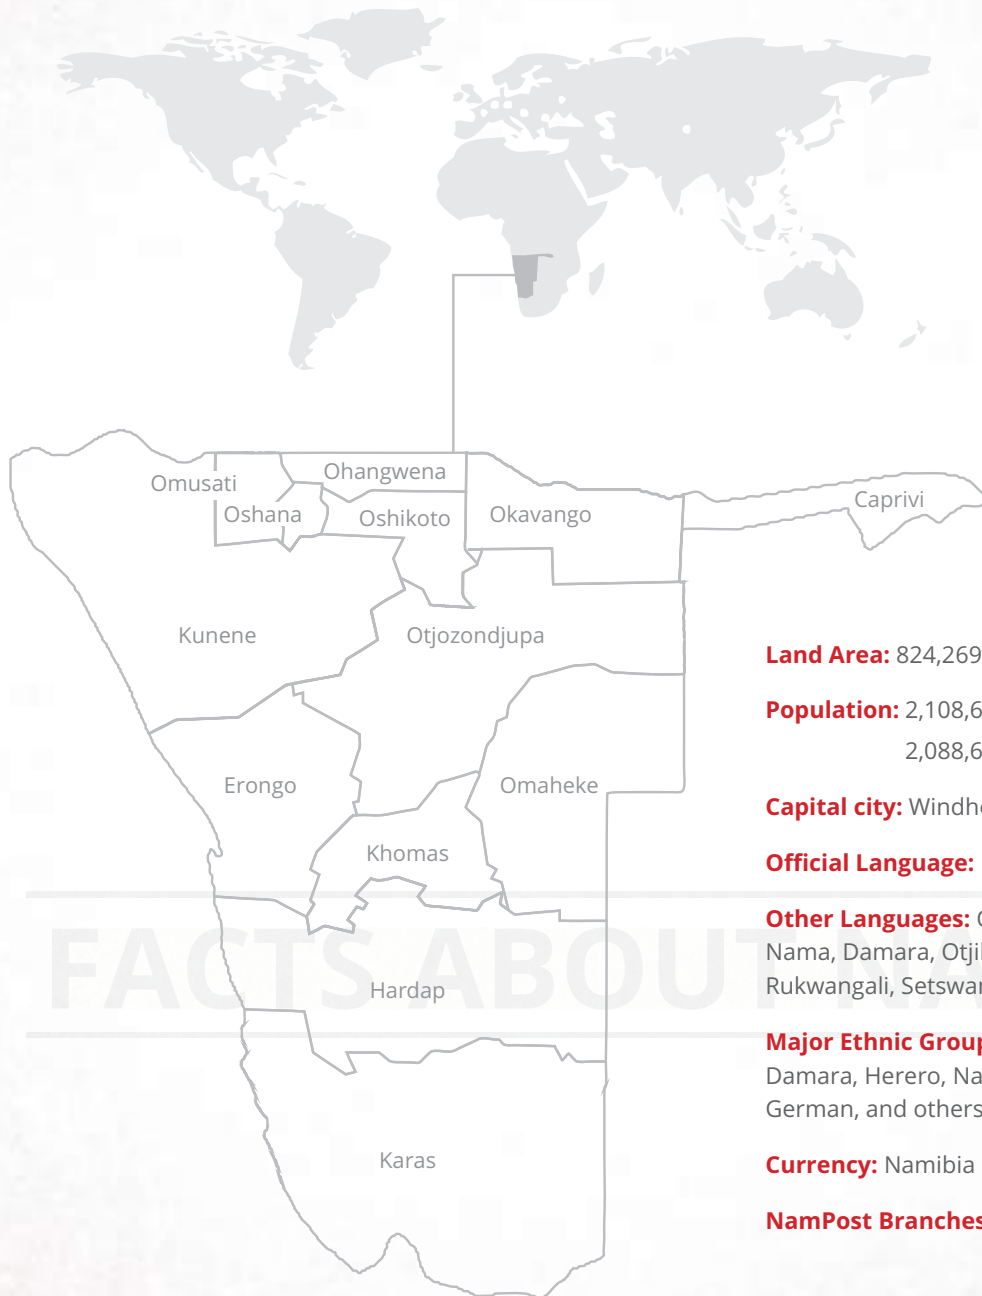 Ohangwena
Omusati
Caprivi
Oshana
Oshikoto
Okavango
Kunene
Otjozondjupa
Erongo
Omaheke
Khomas
Hardap
Karas
FACTS ABOUT NA
Land Area: 824,269
Population: 2,108,6
2,088,6
Capital city: Windh
Official Language:
Other Languages:
Nama, Damara, Otji
Rukwangali, Setswa
Major Ethnic Group
Damara, Herero, Na
German, and others
Currency: Namibia
NamPost Branches